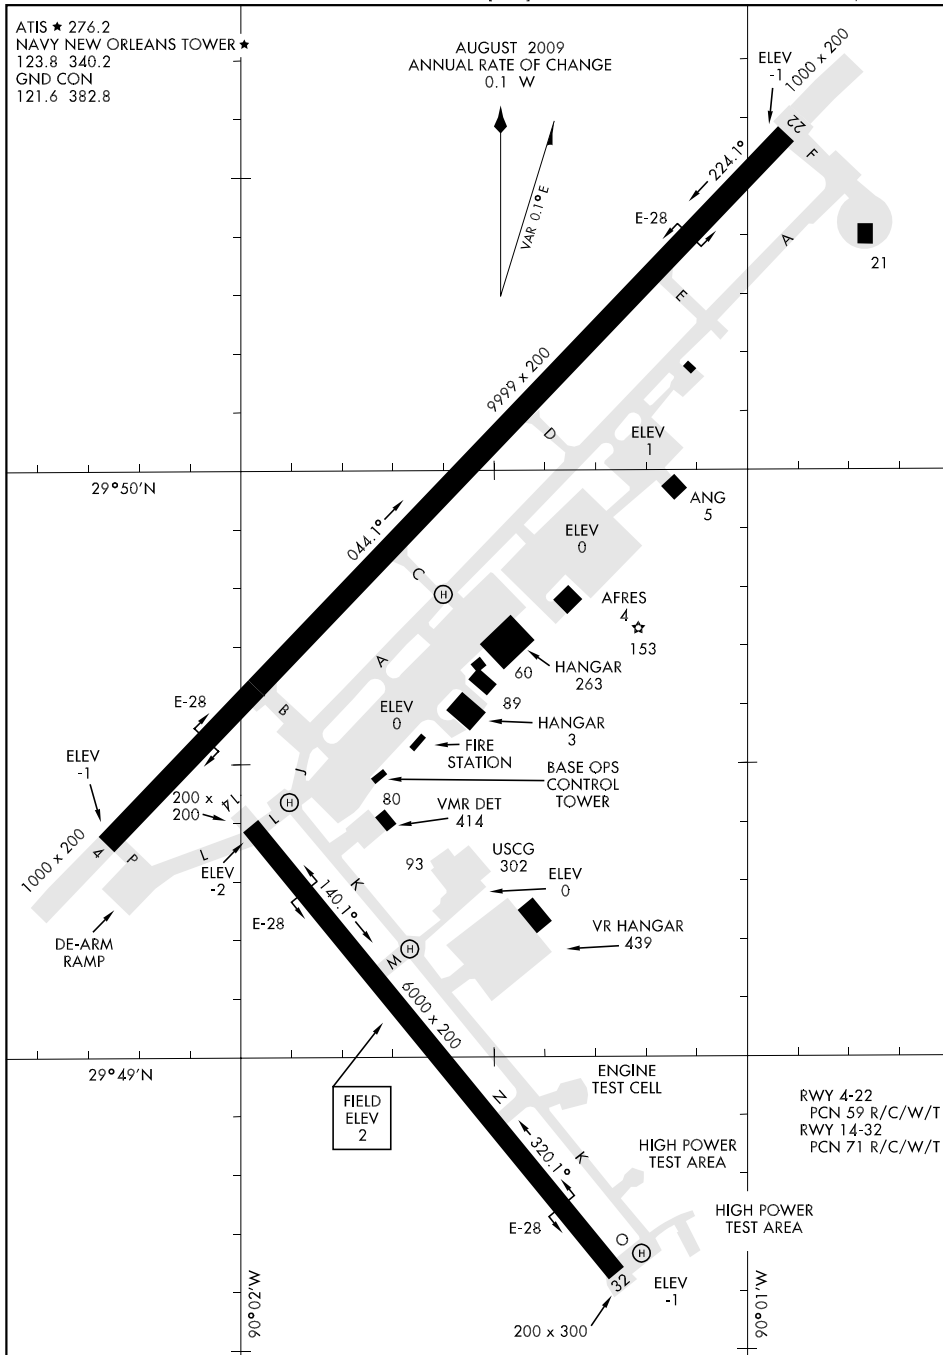 ATIS ★ 276.2
NAVY NEW ORLEANS TOWER ★
123.8 340.2
GND CON
121.6 382.8
AUGUST 2009
ANNUAL RATE OF CHANGE
0.1 W
VAR 0.1° E
ELEV
-1
1000 x 200
22
F
224.1°
E-28
A
21
E
9999 x 200
D
ELEV
1
29°50'N
ANG
5
044.1°
ELEV
0
C
H
AFRES
4
153
A
HANGAR
263
60
E-28
B
ELEV
0
89
HANGAR
3
FIRE
STATION
ELEV
-1
J
BASE OPS
CONTROL
TOWER
200 x
200
14
H
L
80
VMR DET
414
1000 x 200
4
P
L
ELEV
-2
K
93
USCG
302
ELEV
0
140.1°
E-28
VR HANGAR
439
DE-ARM
RAMP
H
M
6000 x 200
29°49'N
ENGINE
TEST CELL
FIELD
ELEV
2
N
RWY 4-22
PCN 59 R/C/W/T
RWY 14-32
PCN 71 R/C/W/T
320.1°
K
HIGH POWER
TEST AREA
HIGH POWER
TEST AREA
E-28
O
H
32
ELEV
-1
90°02'W
90°01'W
200 x 300